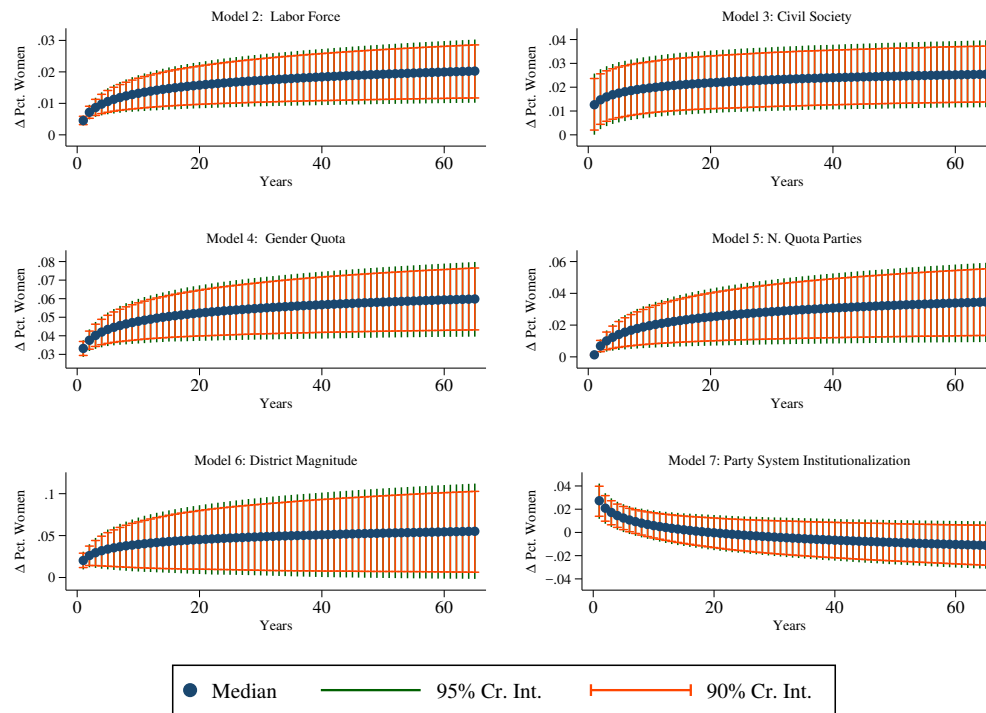 Model 2: Labor Force
Δ Pct. Women
.03
.02
.01
0
0 20 40 60
Years
Model 3: Civil Society
Δ Pct. Women
.04
.03
.02
.01
0
0 20 40 60
Years
Model 4: Gender Quota
Δ Pct. Women
.08
.07
.06
.05
.04
.03
0 20 40 60
Years
Model 5: N. Quota Parties
Δ Pct. Women
.06
.04
.02
0
0 20 40 60
Years
Model 6: District Magnitude
Δ Pct. Women
.1
.05
0
0 20 40 60
Years
Model 7: Party System Institutionalization
Δ Pct. Women
.04
.02
0
−.02
−.04
0 20 40 60
Years
Median 95% Cr. Int. 90% Cr. Int.